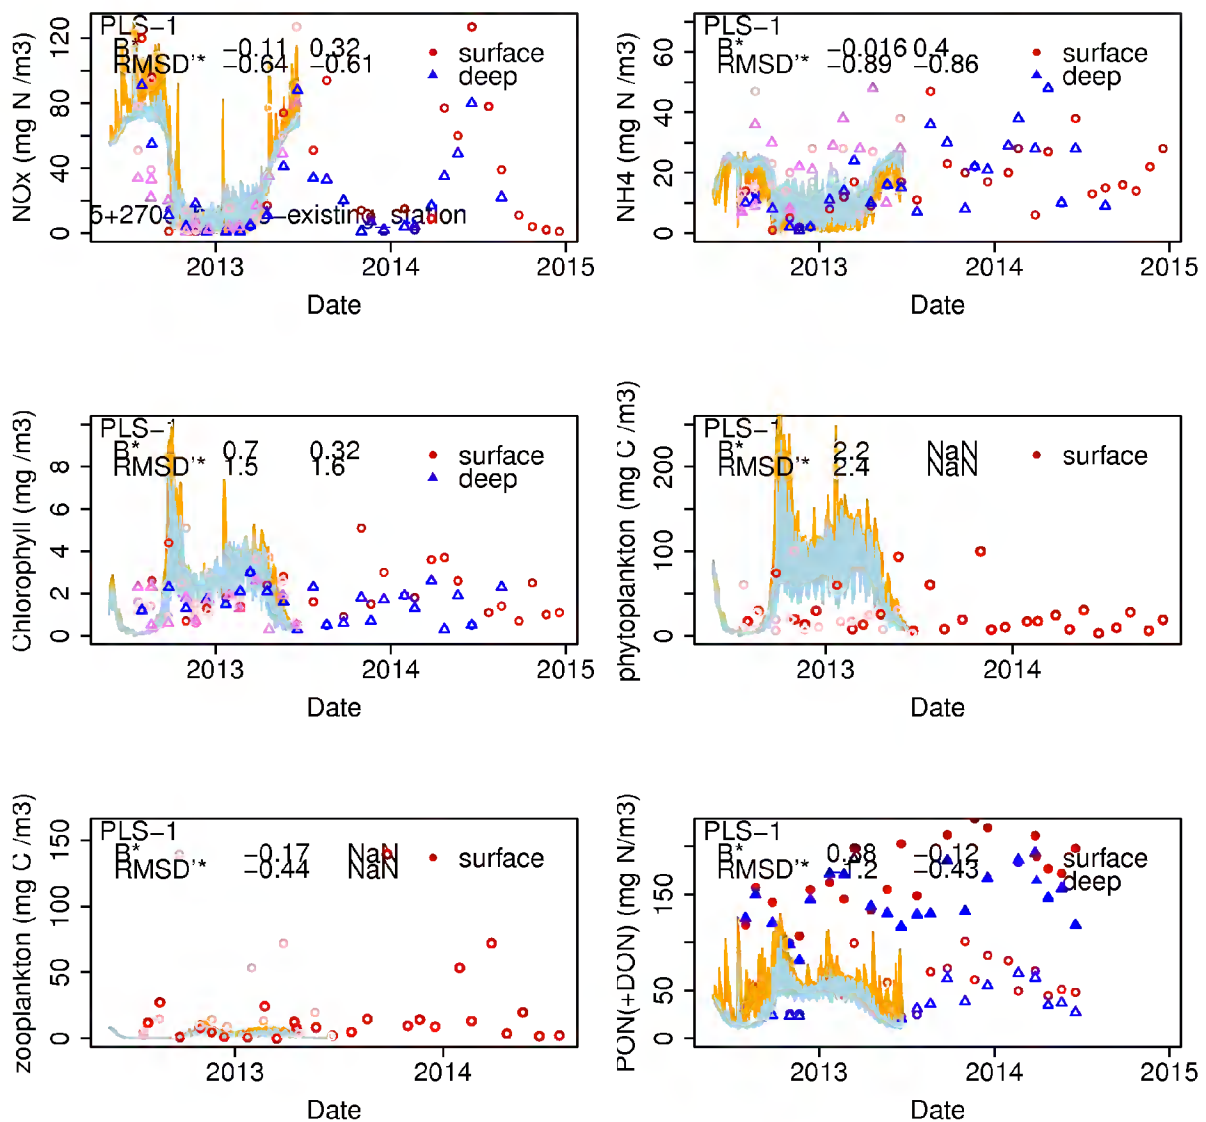 PLS−1
B* −0.11 0.32
RMSD'* −0.64 −0.61
surface
deep
NOx (mg N /m3)
0 40 80 120
−existing_station
2013 2014 2015
Date
PLS−1
B* −0.016 0.4
RMSD'* −0.89 −0.86
surface
deep
NH4 (mg N /m3)
0 20 40 60
2013 2014 2015
Date
PLS−1
B* 0.7 0.32
RMSD'* 1.5 1.6
surface
deep
Chlorophyll (mg /m3)
0 2 4 6 8
2013 2014 2015
Date
PLS−1
B* 2.2 NaN
RMSD'* 2.4 NaN
surface
phytoplankton (mg C /m3)
0 100 200
2013 2014
Date
PLS−1
B* −0.17 NaN
RMSD'* −0.44 NaN
surface
zooplankton (mg C /m3)
0 50 100 150
2013 2014
Date
PLS−1
B* −0.12
RMSD'* −0.43
surface
deep
PON(+DON) (mg N/m3)
0 50 150
2013 2014 2015
Date